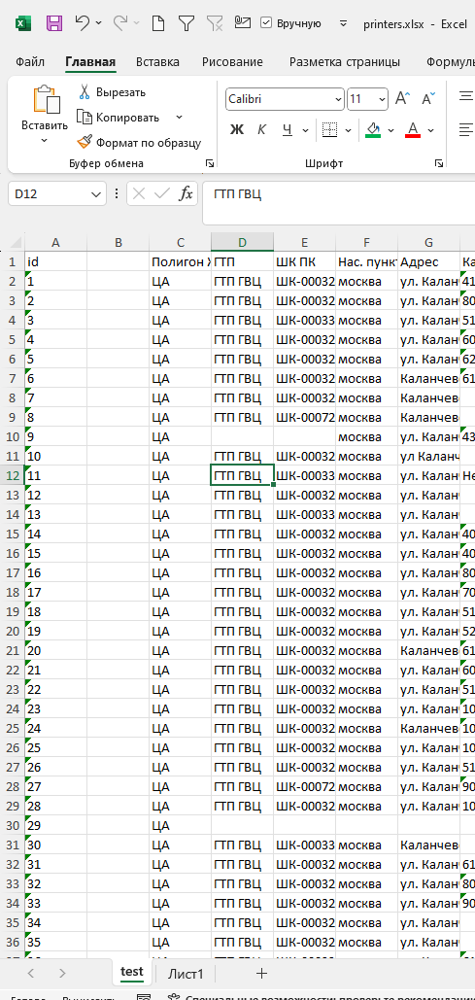 Вручную printers.xlsx - Excel
Файл Главная Вставка Рисование Разметка страницы Формулы
Вставить Вырезать Calibri 11
Копировать Ж К Ч
Формат по образцу
Буфер обмена Шрифт
D12 fx ГТП ГВЦ
A B C D E F G
1 id Полигон Х ГТП ШК ПК Нас. пунк Адрес Ка
2 1 ЦА ГТП ГВЦ ШК-00032 москва ул. Калан 41
3 2 ЦА ГТП ГВЦ ШК-00032 москва ул. Калан 80
4 3 ЦА ГТП ГВЦ ШК-00033 москва ул. Калан 51
5 4 ЦА ГТП ГВЦ ШК-00032 москва ул. Калан 60
6 5 ЦА ГТП ГВЦ ШК-00032 москва ул. Калан 62
7 6 ЦА ГТП ГВЦ ШК-00032 москва Каланчев 61
8 7 ЦА ГТП ГВЦ ШК-00032 москва Каланчев
9 8 ЦА ГТП ГВЦ ШК-00072 москва Каланчев
10 9 ЦА москва ул. Калан 43
11 10 ЦА ГТП ГВЦ ШК-00032 москва ул Каланч
12 11 ЦА ГТП ГВЦ ШК-00033 москва ул. Калан Не
13 12 ЦА ГТП ГВЦ ШК-00032 москва ул. Калан
14 13 ЦА ГТП ГВЦ ШК-00033 москва ул. Калан
15 14 ЦА ГТП ГВЦ ШК-00032 москва ул. Калан 40
16 15 ЦА ГТП ГВЦ ШК-00032 москва ул. Калан 40
17 16 ЦА ГТП ГВЦ ШК-00032 москва ул. Калан 80
18 17 ЦА ГТП ГВЦ ШК-00032 москва ул. Калан 70
19 18 ЦА ГТП ГВЦ ШК-00032 москва ул. Калан 51
20 19 ЦА ГТП ГВЦ ШК-00032 москва ул. Калан 52
21 20 ЦА ГТП ГВЦ ШК-00032 москва Каланчев 61
22 21 ЦА ГТП ГВЦ ШК-00032 москва ул. Калан 60
23 22 ЦА ГТП ГВЦ ШК-00032 москва ул. Калан 51
24 23 ЦА ГТП ГВЦ ШК-00032 москва ул. Калан 10
25 24 ЦА ГТП ГВЦ ШК-00032 москва Каланчев 10
26 25 ЦА ГТП ГВЦ ШК-00032 москва ул. Калан 10
27 26 ЦА ГТП ГВЦ ШК-00032 москва ул. Калан 51
28 27 ЦА ГТП ГВЦ ШК-00072 москва ул. Калан 90
29 28 ЦА ГТП ГВЦ ШК-00032 москва ул. Калан 10
30 29 ЦА
31 30 ЦА ГТП ГВЦ ШК-00033 москва Каланчев
32 31 ЦА ГТП ГВЦ ШК-00032 москва ул. Калан 61
33 32 ЦА ГТП ГВЦ ШК-00032 москва ул. Калан 80
34 33 ЦА ГТП ГВЦ ШК-00032 москва ул. Калан 90
35 34 ЦА ГТП ГВЦ ШК-00032 москва ул. Калан
36 35 ЦА ГТП ГВЦ ШК-00032 москва ул. Калан
test Лист1